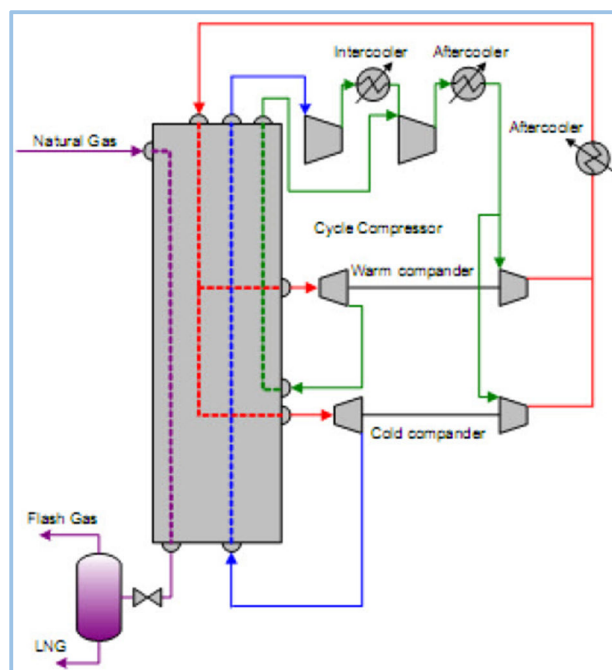 Intercooler
Aftercooler
Natural Gas
Aftercooler
Cycle Compressor
Warm compander
Cold compander
Flash Gas
LNG